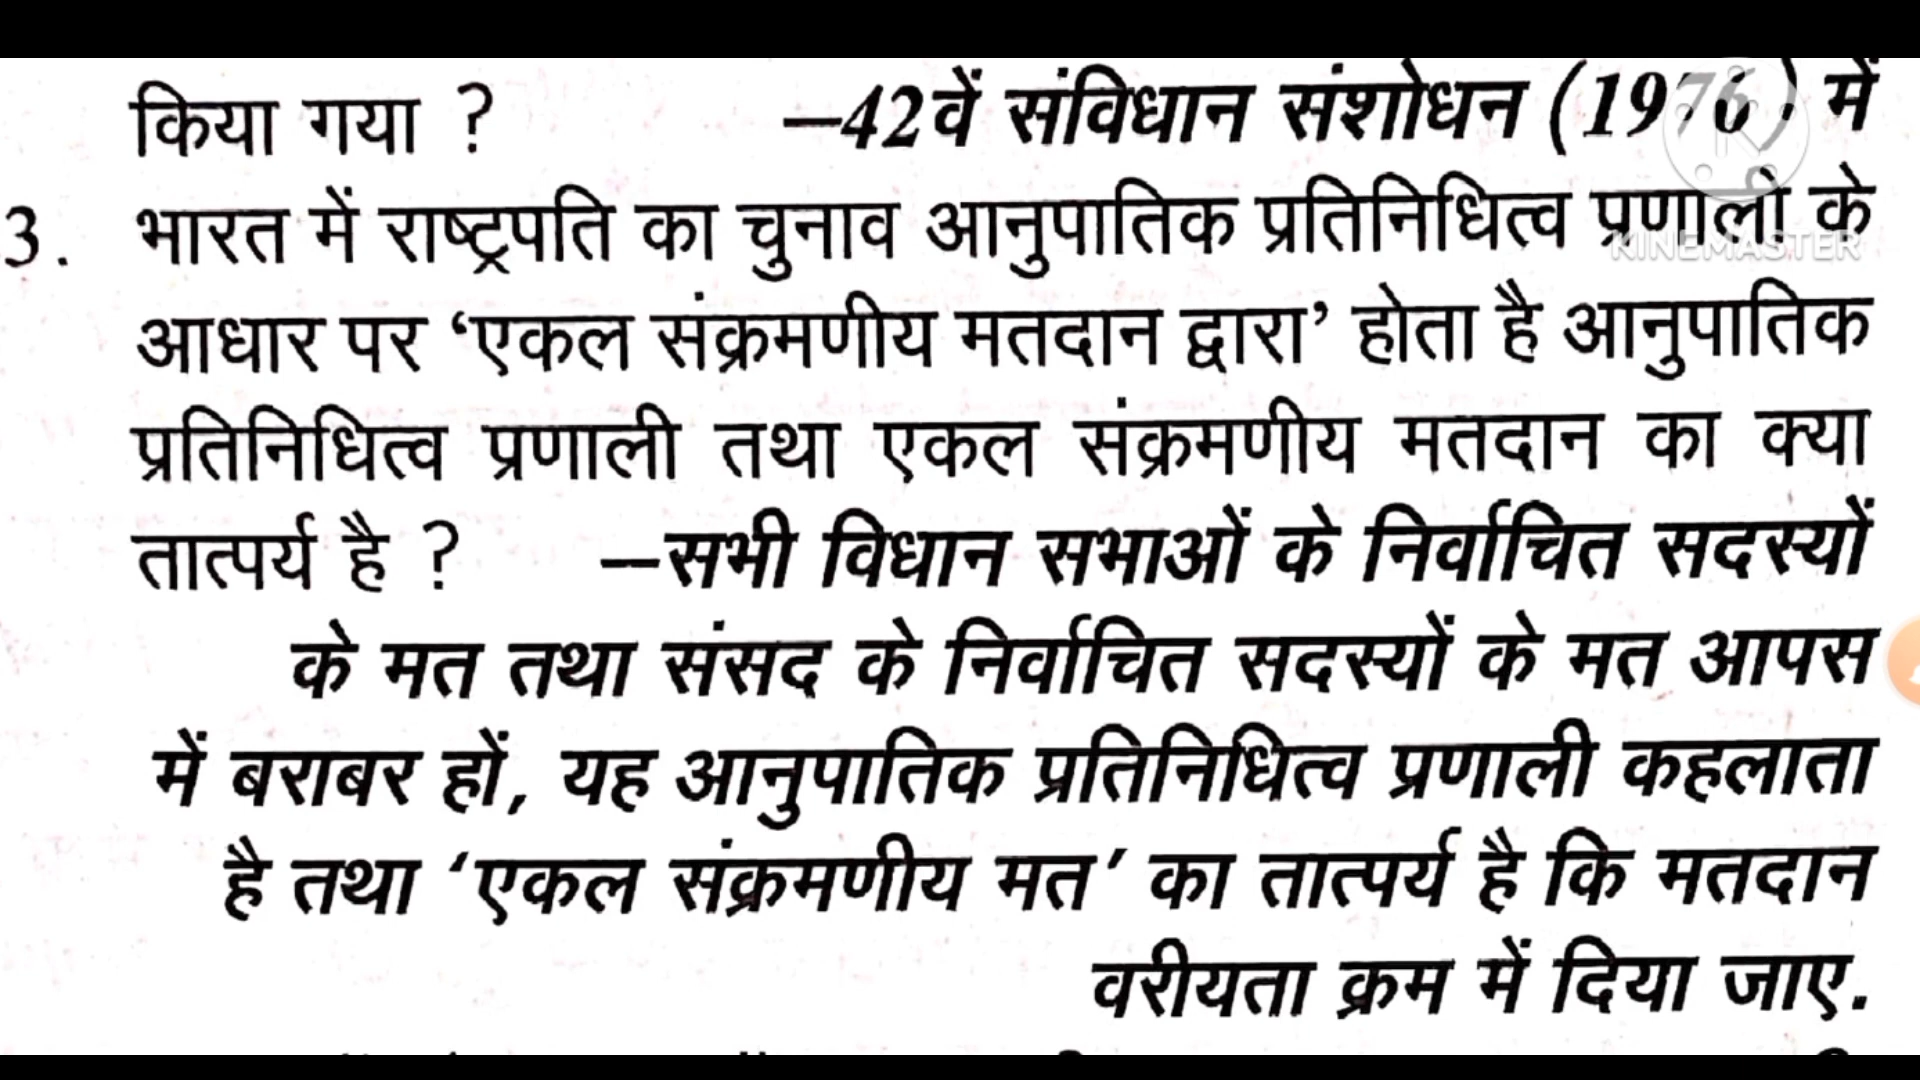 किया गया ? –42वें संविधान संशोधन (1976) में
3. भारत में राष्ट्रपति का चुनाव आनुपातिक प्रतिनिधित्व प्रणाली के
KINEMASTER
आधार पर ‘एकल संक्रमणीय मतदान द्वारा’ होता है आनुपातिक
प्रतिनिधित्व प्रणाली तथा एकल संक्रमणीय मतदान का क्या
तात्पर्य है ? –सभी विधान सभाओं के निर्वाचित सदस्यों
के मत तथा संसद के निर्वाचित सदस्यों के मत आपस
में बराबर हों, यह आनुपातिक प्रतिनिधित्व प्रणाली कहलाता
है तथा ‘एकल संक्रमणीय मत’ का तात्पर्य है कि मतदान
वरीयता क्रम में दिया जाए.